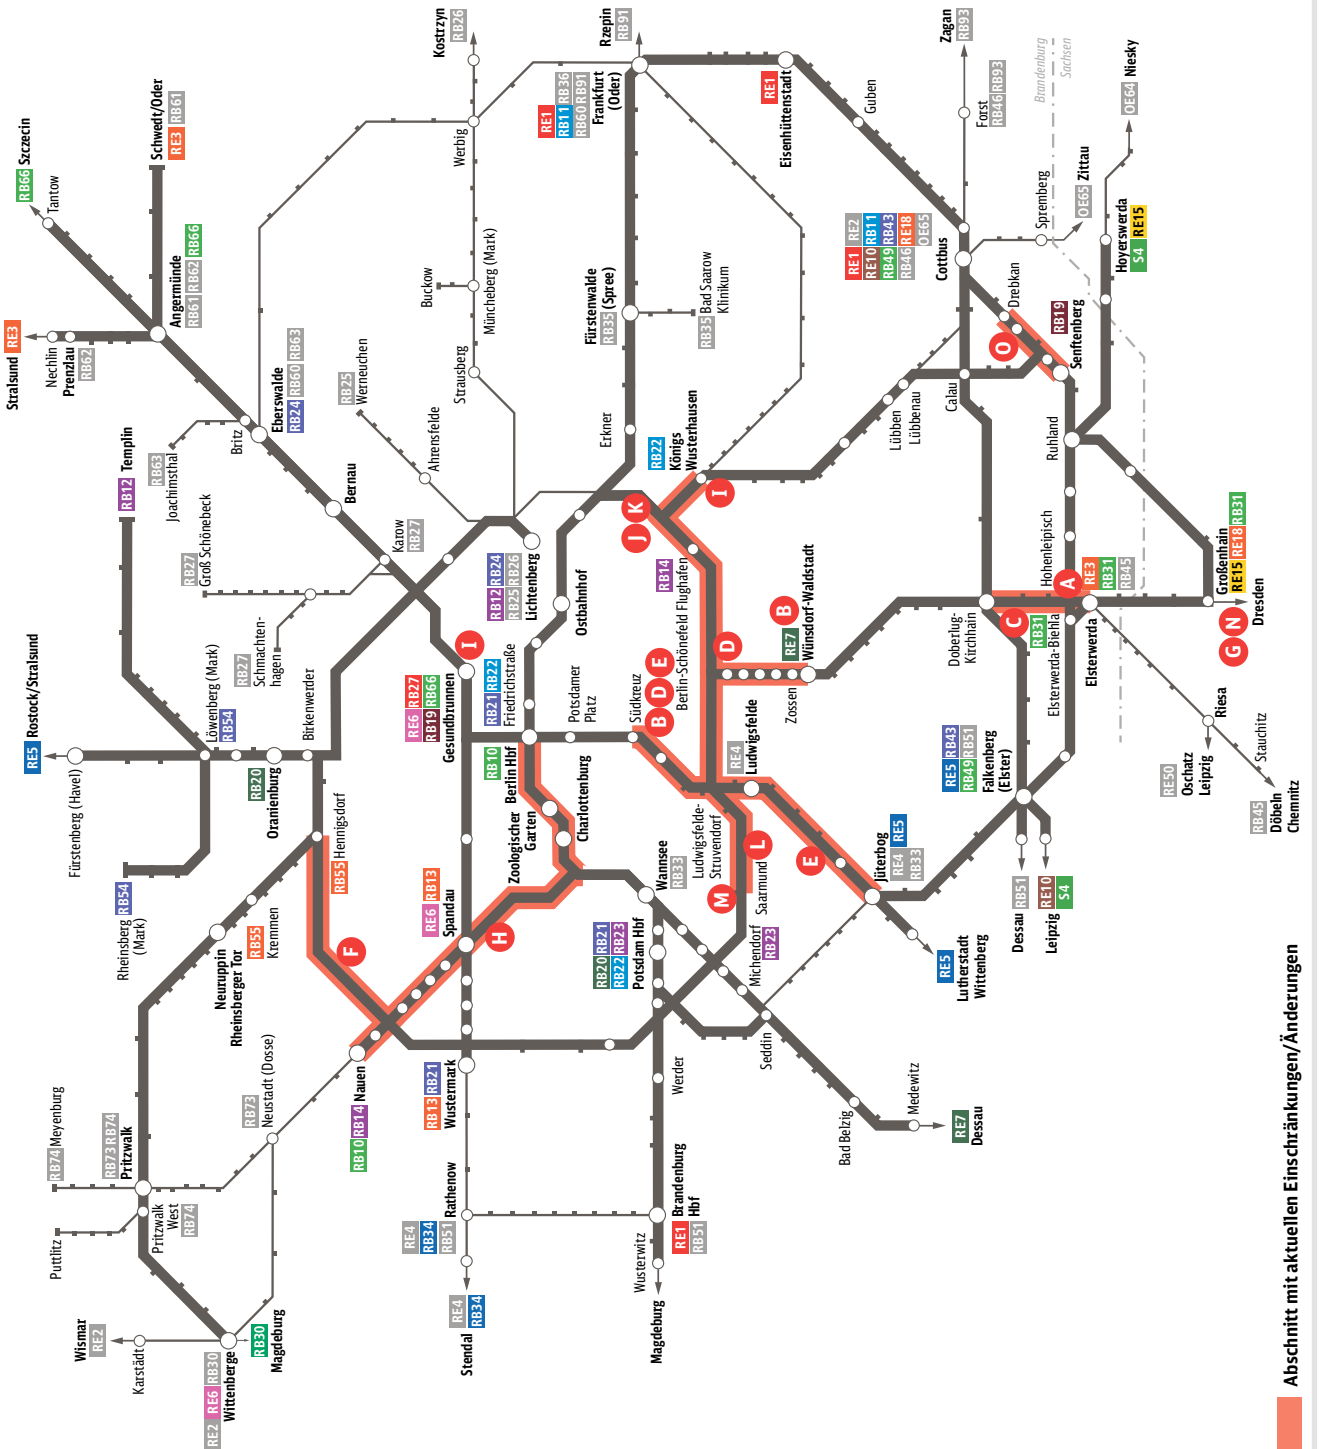 Wismar
RE2
Karstädt
RE2 RE6 RB30
Wittenberge
RB30
Magdeburg
Puttlitz
RB74 Meyenburg
RB73 RB74
Pritzwalk
Pritzwalk
West
RB74
RB73
Neustadt (Dosse)
Neuruppin
Rheinsberger Tor
RB55
Kremmen
Rheinsberg
(Mark)
RB54
Fürstenberg (Havel)
RE5 Rostock/Stralsund
Löwenberg (Mark)
RB54
RB20
Oranienburg
Birkenwerder
RB55 Hennigsdorf
RB12 Templin
RB27
Groß Schönebeck
RB27
Schmachten-
hagen
RB63
Joachimsthal
Stralsund RE3
Nechlin
Prenzlau
RB62
RB66 Szczecin
Tantow
Schwedt/Oder
RE3 RB61
Angermünde
RB61 RB62 RB66
Britz
Eberswalde
RB24 RB60 RB63
Bernau
Karow
RB27
RB25
Werneuchen
Ahrensfelde
Buckow
Strausberg
Müncheberg (Mark)
Werbig
Kostrzyn
RB26
Rzepin
RB91
RE1
RB11 RB36
RB60 RB91
Frankfurt
(Oder)
Nauen
RB10 RB14
F
H
I
RE6 RB27
RB19 RB66
Gesundbrunnen
RE6 RB13
Spandau
RB13 RB21
Wustermark
Rathenow
RE4
RB34
RB51
RE4
RB34
Stendal
RB21 RB22
Friedrichstraße
RB10
Berlin Hbf
Zoologischer
Garten
Charlottenburg
RB12 RB24
RB25 RB26
Lichtenberg
Ostbahnhof
Potsdamer
Platz
Südkreuz
B D E
Erkner
Fürstenwalde
(Spree)
RB35
RB35 Bad Saarow
Klinikum
Wannsee
RB33
RB20 RB21
RB22 RB23
Potsdam Hbf
Werder
Wusterwitz
Magdeburg
Brandenburg
Hbf
RE1
RB51
J K
RB14
Berlin-Schönefeld Flughafen
RB22
Königs
Wusterhausen
I
D
RE4
Ludwigsfelde
Ludwigsfelde-
Struvendorf
L
M
Saarmund
Michendorf
RB23
Seddin
E
B
RE7
Wünsdorf-Waldstadt
Zossen
Bad Belzig
Medewitz
RE7
Dessau
RE5
Lutherstadt
Wittenberg
Jüterbog RE5
RE4
RB33
RE1
Eisenhüttenstadt
Guben
RE1 RE2
RE10 RB11
RB49 RB43
RB46 RE18
OE65
Cottbus
Zagan
RB93
Forst
RB46 RB93
Lübben
Lübbenau
Calau
Drebkan
O
Spremberg
OE65 Zittau
Brandenburg
Sachsen
RB19
Senftenberg
Ruhland
Hoyerswerda
S4 RE15
OE64 Niesky
Doberlug-
Kirchhain
C
RB31
Elsterwerda-Biehla
Hohenleipisch
A
RE3
RB31
RB45
Elsterwerda
RE5 RB43
RB49 RB51
Falkenberg
(Elster)
Dessau RB51
RE10 S4
Leipzig
Großenhain
RE15 RE18 RB31
G N
Dresden
Riesa
RE50
Oschatz
Leipzig
Stauchitz
RB45
Döbeln
Chemnitz
Abschnitt mit aktuellen Einschränkungen/Änderungen